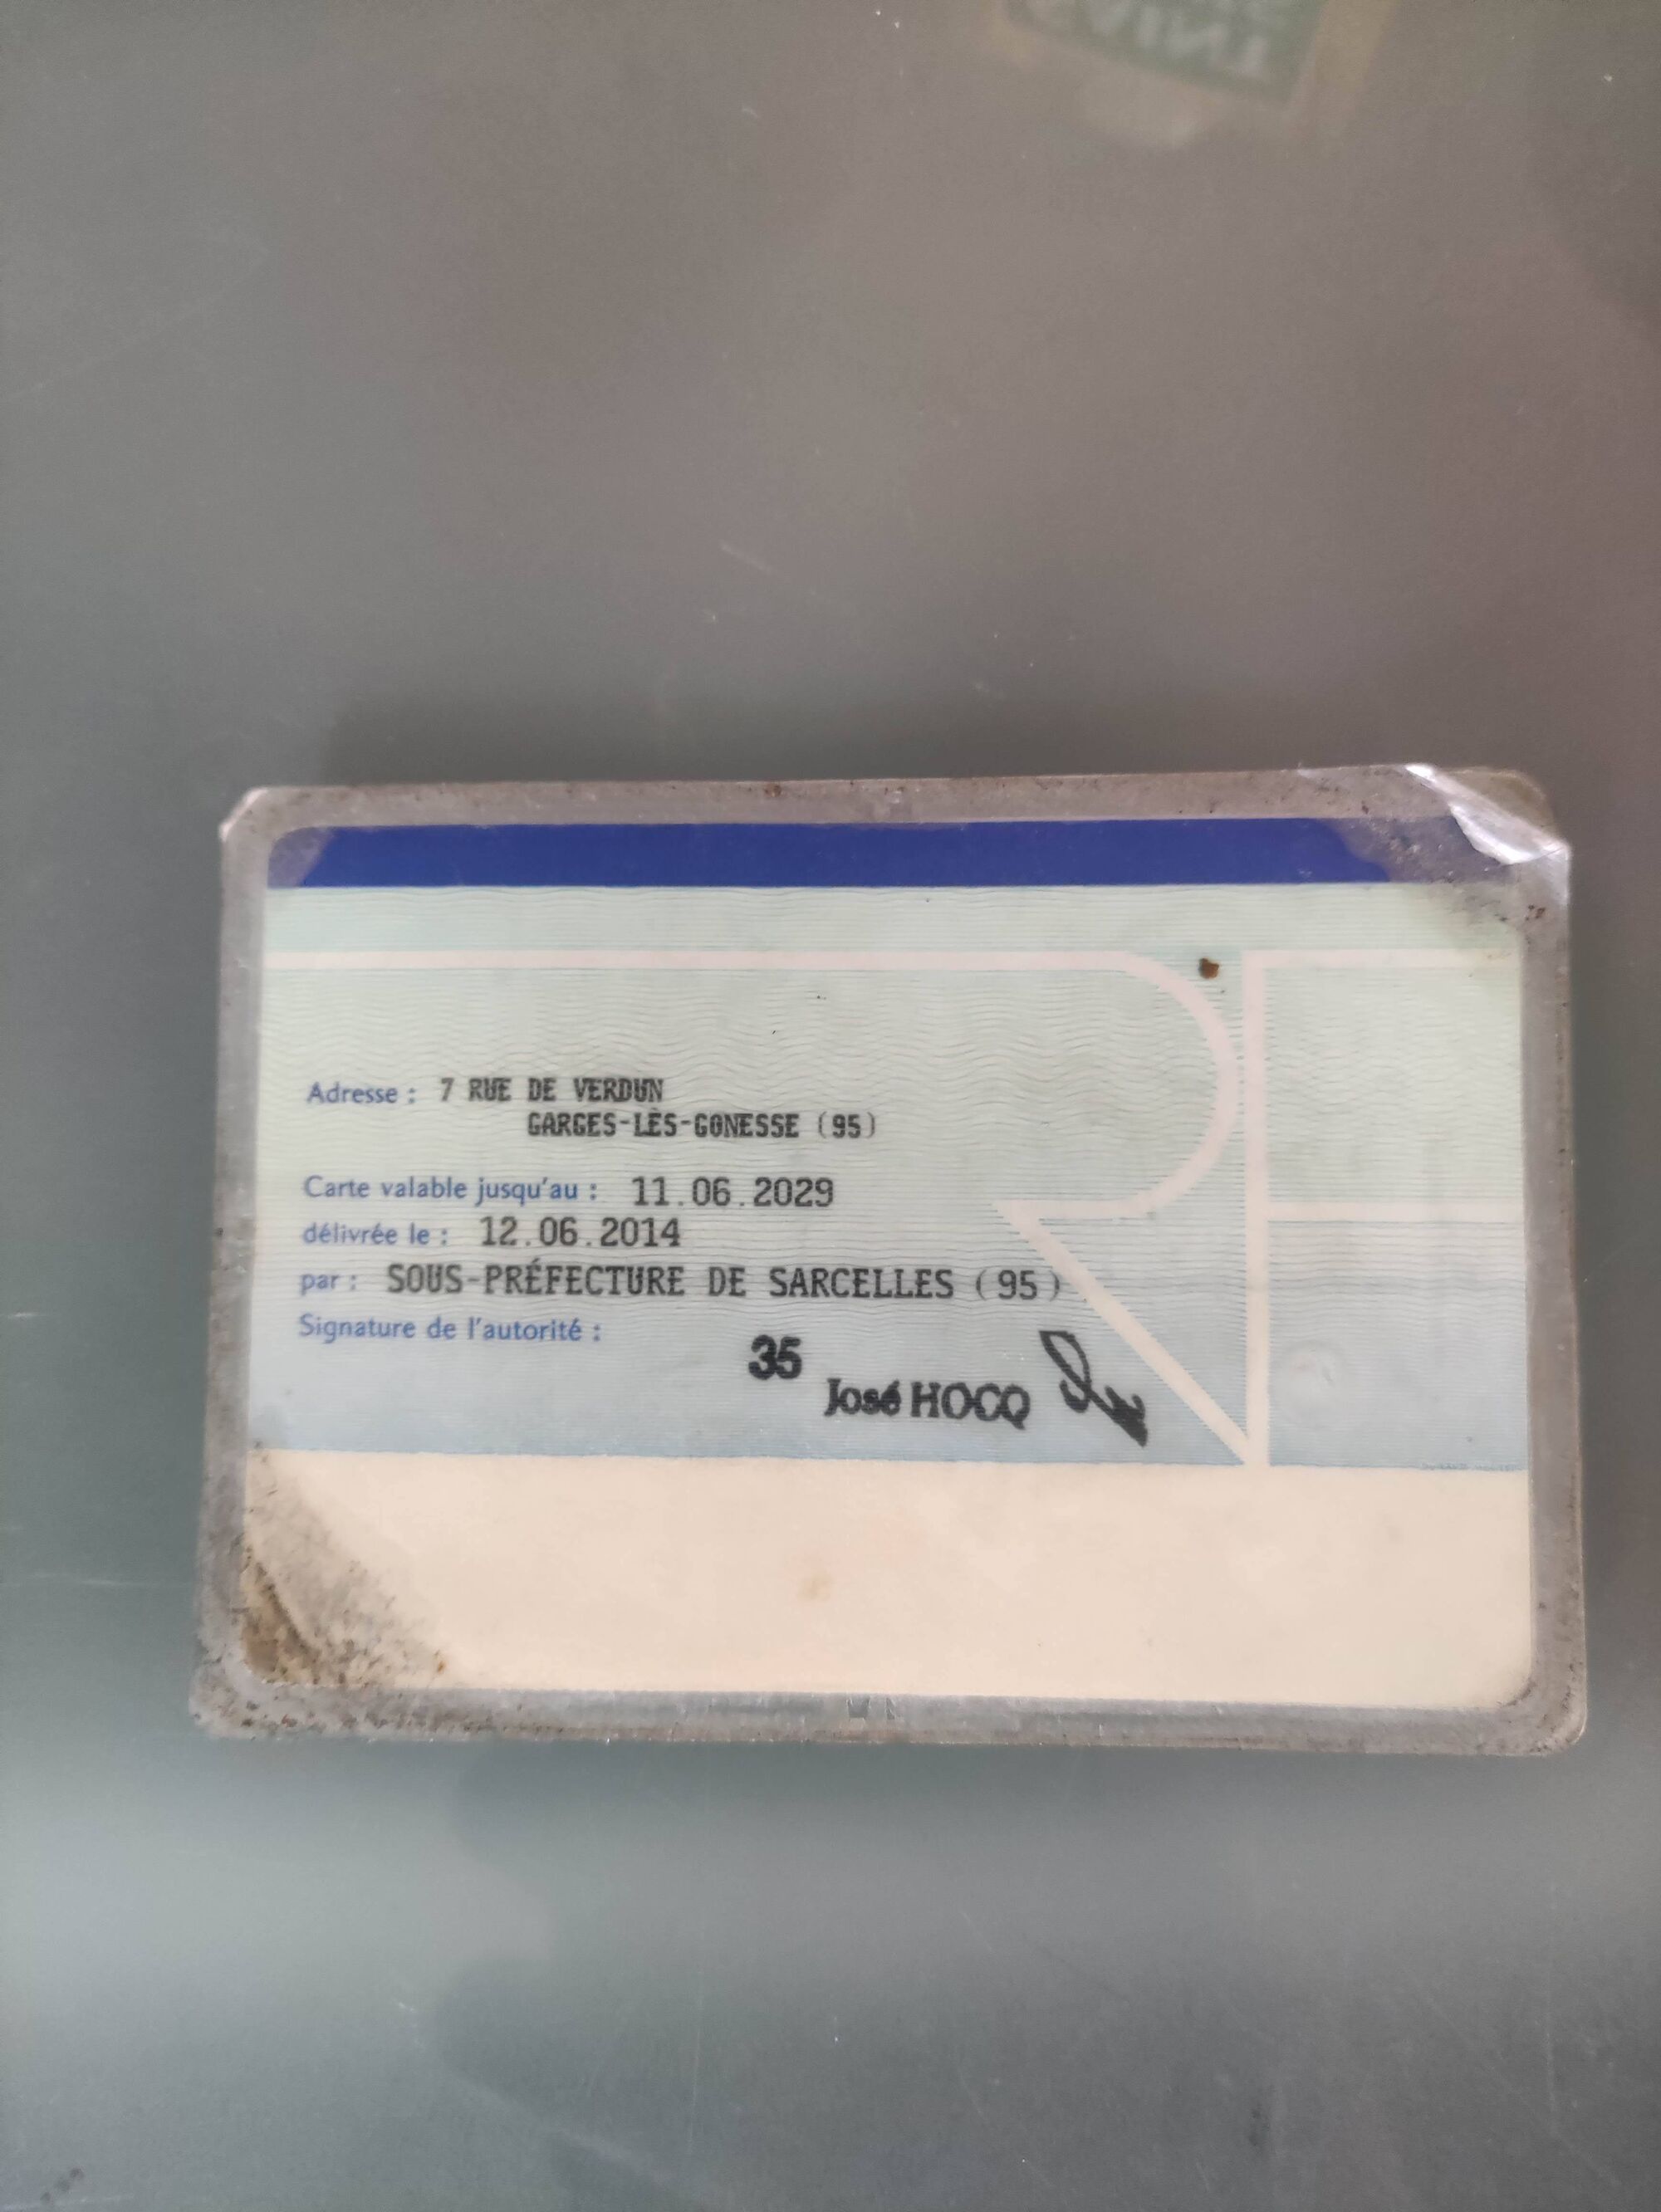 Adresse : 7 RUE DE VERDUN
GARGES-LÈS-GONESSE (95)
Carte valable jusqu'au : 11.06.2029
délivrée le : 12.06.2014
par : SOUS-PRÉFECTURE DE SARCELLES (95)
Signature de l'autorité :
35
José HOCQ